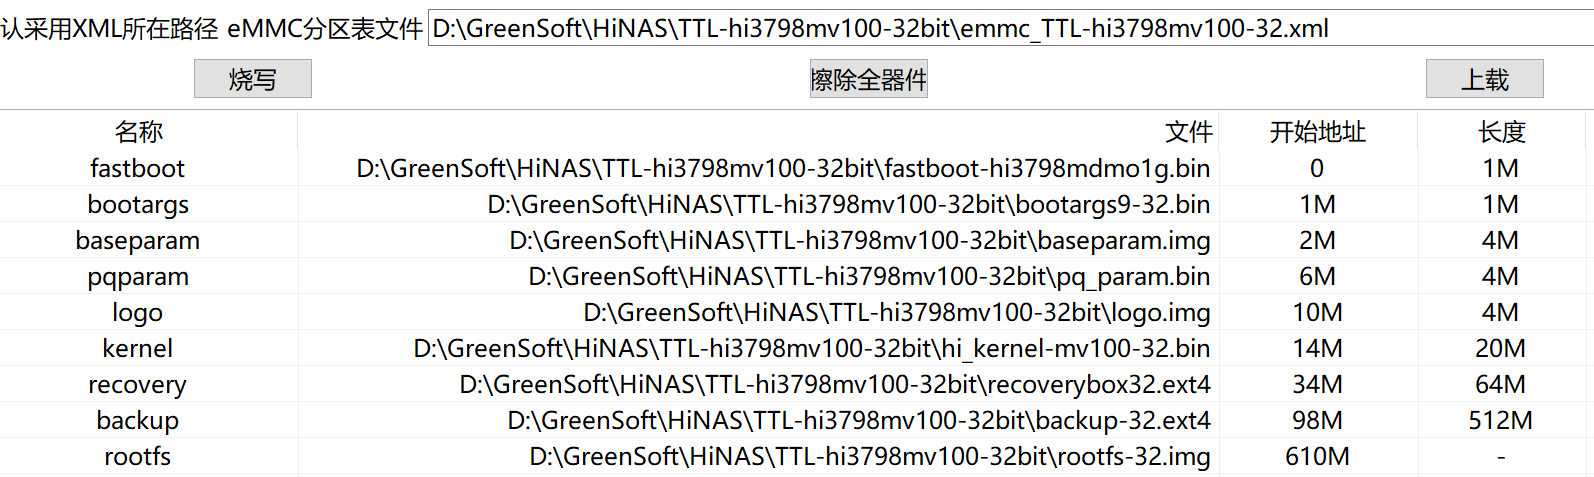 认采用XML所在路径 eMMC分区表文件 D:\GreenSoft\HiNAS\TTL-hi3798mv100-32bit\emmc_TTL-hi3798mv100-32.xml
烧写 擦除全器件 上载
名称 文件 开始地址 长度
fastboot D:\GreenSoft\HiNAS\TTL-hi3798mv100-32bit\fastboot-hi3798mdmo1g.bin 0 1M
bootargs D:\GreenSoft\HiNAS\TTL-hi3798mv100-32bit\bootargs9-32.bin 1M 1M
baseparam D:\GreenSoft\HiNAS\TTL-hi3798mv100-32bit\baseparam.img 2M 4M
pqparam D:\GreenSoft\HiNAS\TTL-hi3798mv100-32bit\pq_param.bin 6M 4M
logo D:\GreenSoft\HiNAS\TTL-hi3798mv100-32bit\logo.img 10M 4M
kernel D:\GreenSoft\HiNAS\TTL-hi3798mv100-32bit\hi_kernel-mv100-32.bin 14M 20M
recovery D:\GreenSoft\HiNAS\TTL-hi3798mv100-32bit\recoverybox32.ext4 34M 64M
backup D:\GreenSoft\HiNAS\TTL-hi3798mv100-32bit\backup-32.ext4 98M 512M
rootfs D:\GreenSoft\HiNAS\TTL-hi3798mv100-32bit\rootfs-32.img 610M -